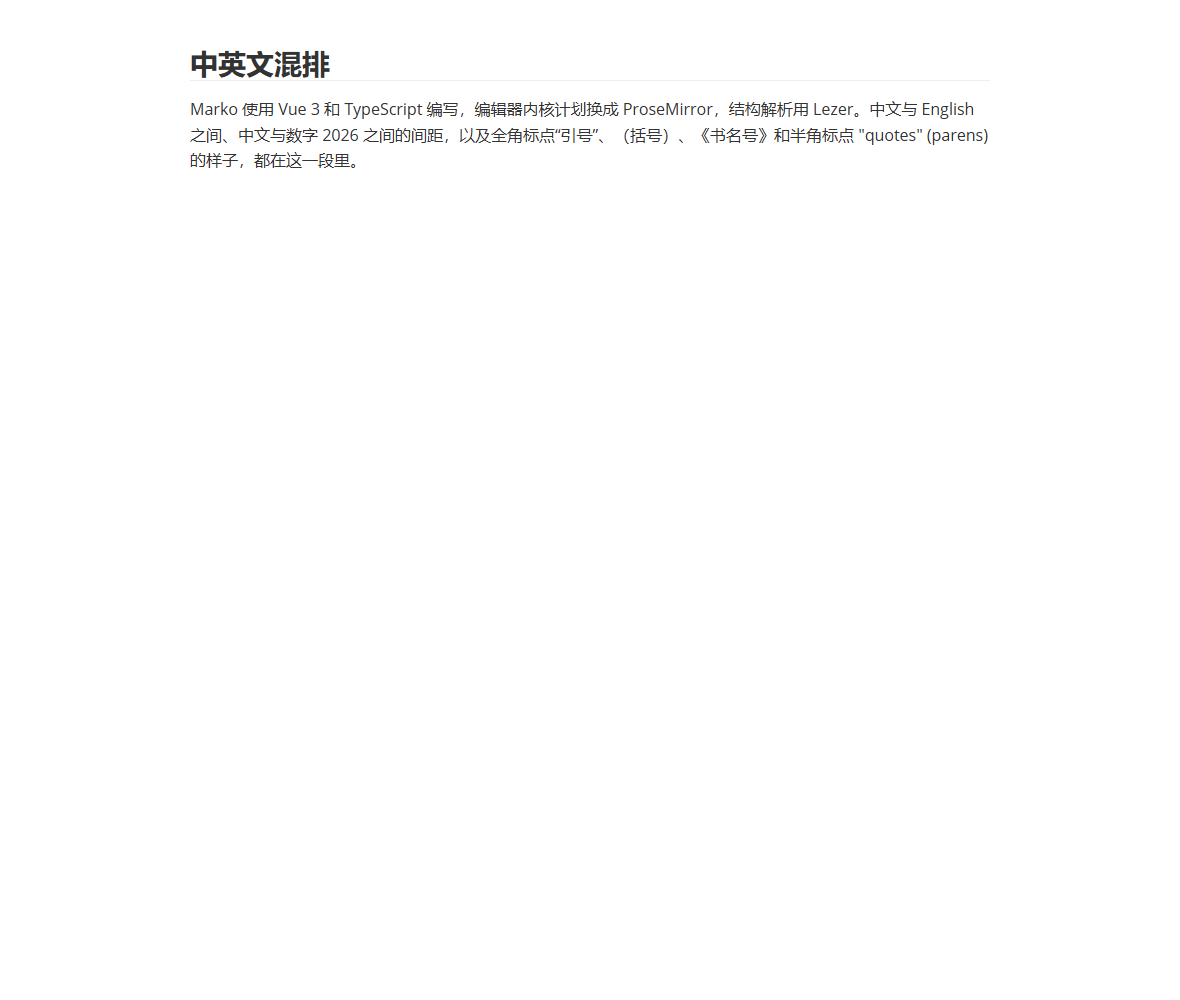 中英文混排
Marko 使用 Vue 3 和 TypeScript 编写，编辑器内核计划换成 ProseMirror，结构解析用 Lezer。中文与 English
之间、中文与数字 2026 之间的间距，以及全角标点“引号”、（括号）、《书名号》和半角标点 "quotes" (parens)
的样子，都在这一段里。